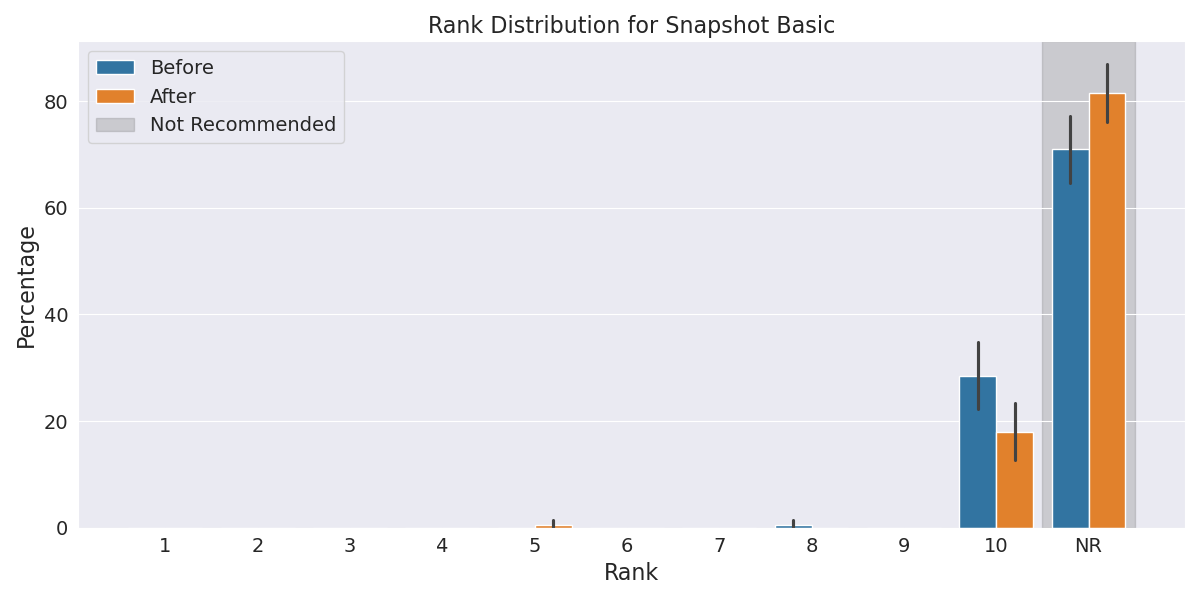 Rank Distribution for Snapshot Basic
Before
After
Not Recommended
Percentage
80
60
40
20
0
1 2 3 4 5 6 7 8 9 10 NR
Rank